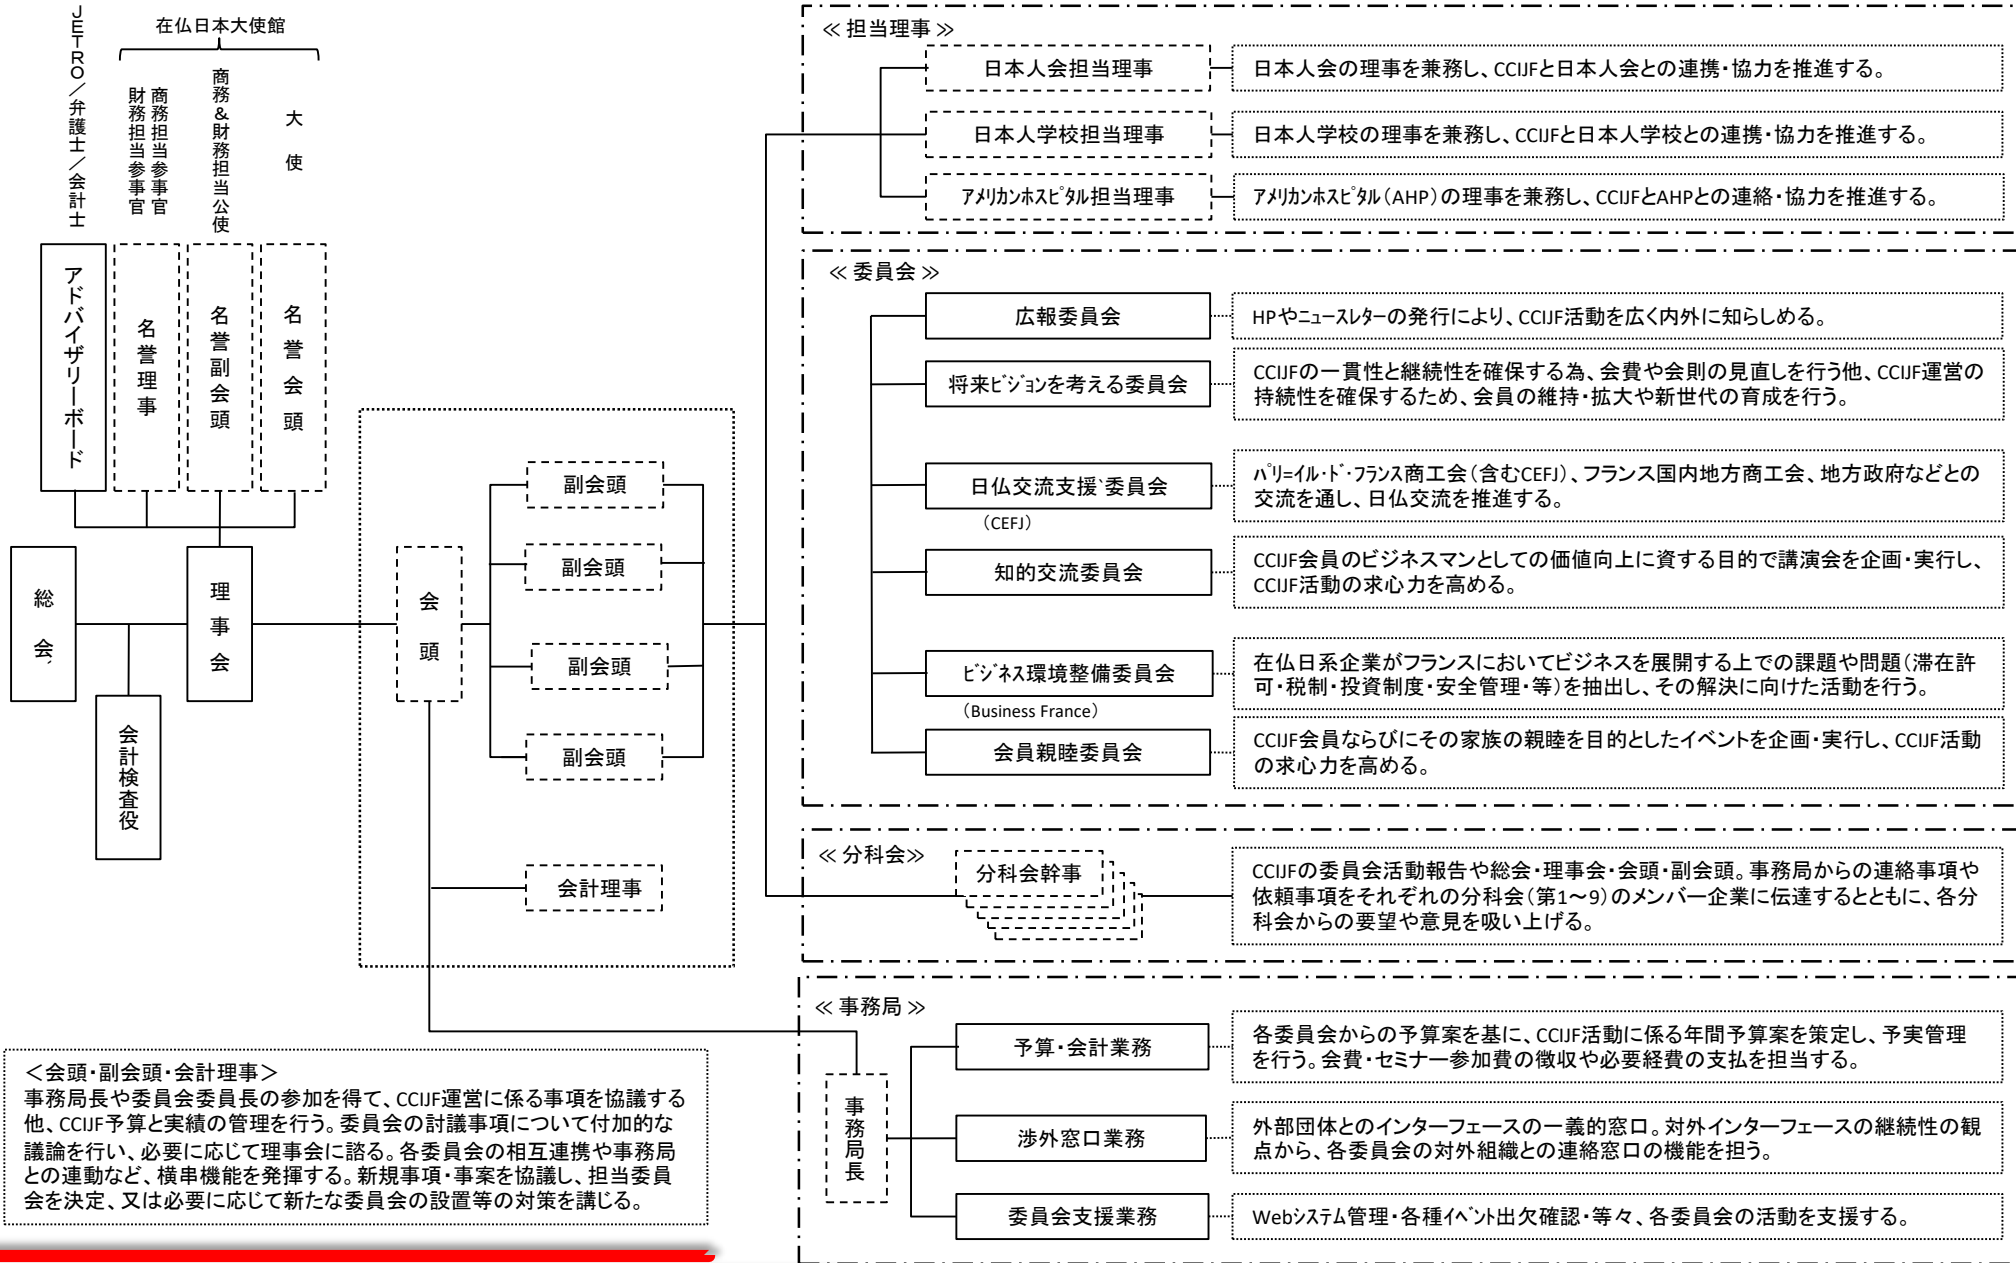 JETRO／弁護士／会計士
在仏日本大使館
商務担当参事官
財務担当参事官
商務&財務担当公使
大使
アドバイザリーボード
名誉理事
名誉副会頭
名誉会頭
総会、
理事会
会計検査役
会頭
副会頭
副会頭
副会頭
副会頭
会計理事
≪ 担当理事 ≫
日本人会担当理事
日本人会の理事を兼務し、CCIJFと日本人会との連携・協力を推進する。
日本人学校担当理事
日本人学校の理事を兼務し、CCIJFと日本人学校との連携・協力を推進する。
ｱﾒﾘｶﾝﾎｽﾋﾟﾀﾙ担当理事
ｱﾒﾘｶﾝﾎｽﾋﾟﾀﾙ（AHP）の理事を兼務し、CCIJFとAHPとの連絡・協力を推進する。
≪ 委員会 ≫
広報委員会
HPやﾆｭｰｽﾚﾀｰの発行により、CCIJF活動を広く内外に知らしめる。
将来ﾋﾞｼﾞｮﾝを考える委員会
CCIJFの一貫性と継続性を確保する為、会費や会則の見直しを行う他、CCIJF運営の
持続性を確保するため、会員の維持・拡大や新世代の育成を行う。
日仏交流支援`委員会
（CEFJ）
ﾊﾟﾘ=ｲﾙ･ﾄﾞ･ﾌﾗﾝｽ商工会（含むCEFJ）、フランス国内地方商工会、地方政府などとの
交流を通し、日仏交流を推進する。
知的交流委員会
CCIJF会員のビジネスマンとしての価値向上に資する目的で講演会を企画・実行し、
CCIJF活動の求心力を高める。
ﾋﾞｼﾞﾈｽ環境整備委員会
（Business France）
在仏日系企業がフランスにおいてビジネスを展開する上での課題や問題（滞在許
可・税制・投資制度・安全管理・等）を抽出し、その解決に向けた活動を行う。
会員親睦委員会
CCIJF会員ならびにその家族の親睦を目的としたイベントを企画・実行し、CCIJF活動
の求心力を高める。
≪ 分科会≫
分科会幹事
CCIJFの委員会活動報告や総会・理事会・会頭・副会頭。事務局からの連絡事項や
依頼事項をそれぞれの分科会（第1～9）のメンバー企業に伝達するとともに、各分
科会からの要望や意見を吸い上げる。
≪ 事務局 ≫
事務局長
予算・会計業務
各委員会からの予算案を基に、CCIJF活動に係る年間予算案を策定し、予実管理
を行う。会費・セミナー参加費の徴収や必要経費の支払を担当する。
渉外窓口業務
外部団体とのインターフェースの一義的窓口。対外インターフェースの継続性の観
点から、各委員会の対外組織との連絡窓口の機能を担う。
委員会支援業務
Webｼｽﾃﾑ管理・各種ｲﾍﾞﾝﾄ出欠確認・等々、各委員会の活動を支援する。
＜会頭・副会頭・会計理事＞
事務局長や委員会委員長の参加を得て、CCIJF運営に係る事項を協議する
他、CCIJF予算と実績の管理を行う。委員会の討議事項について付加的な
議論を行い、必要に応じて理事会に諮る。各委員会の相互連携や事務局
との連動など、横串機能を発揮する。新規事項・事案を協議し、担当委員
会を決定、又は必要に応じて新たな委員会の設置等の対策を講じる。